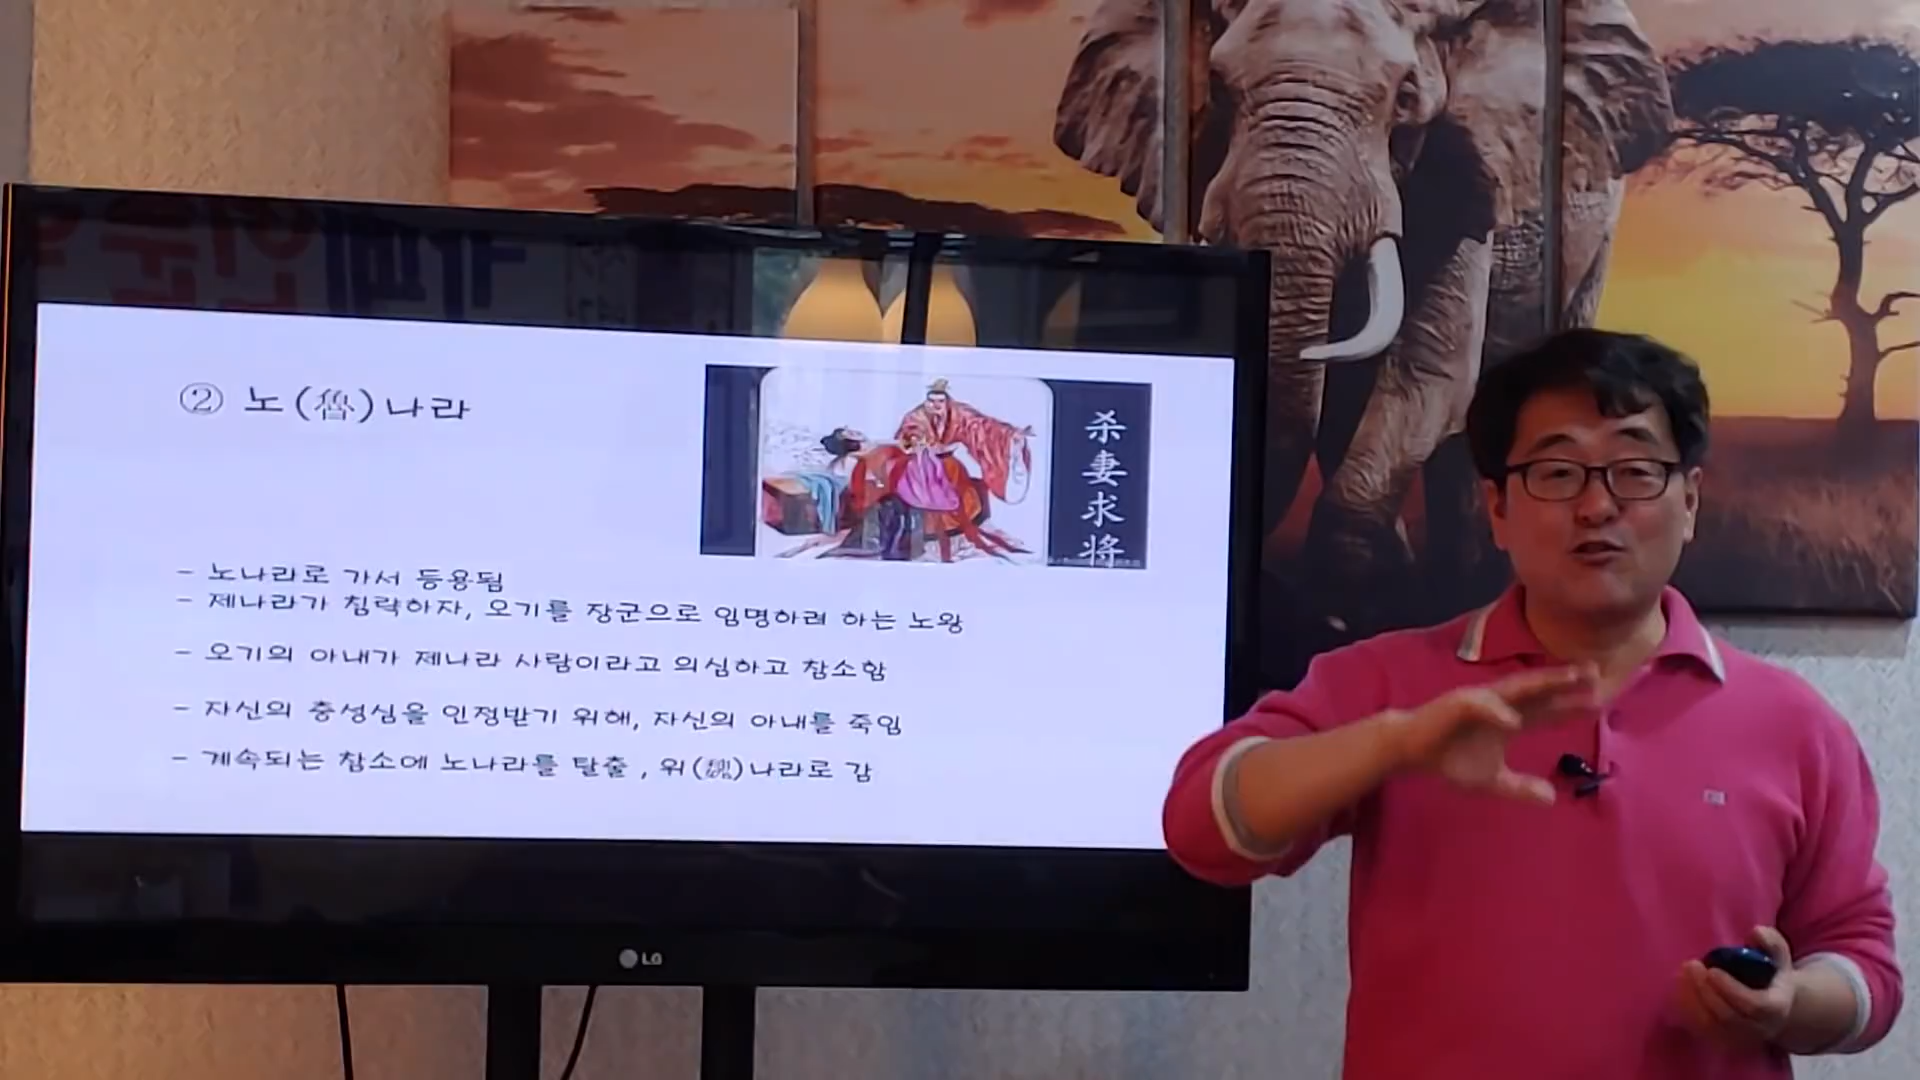 ② 노(魯)나라
杀妻求将
- 노나라로 가서 등용됨
- 제나라가 침략하자, 오기를 장군으로 임명하려 하는 노왕
- 오기의 아내가 제나라 사람이라고 의심하고 참소함
- 자신의 충성심을 인정받기 위해, 자신의 아내를 죽임
- 계속되는 참소에 노나라를 탈출 , 위(魏)나라로 감
LG